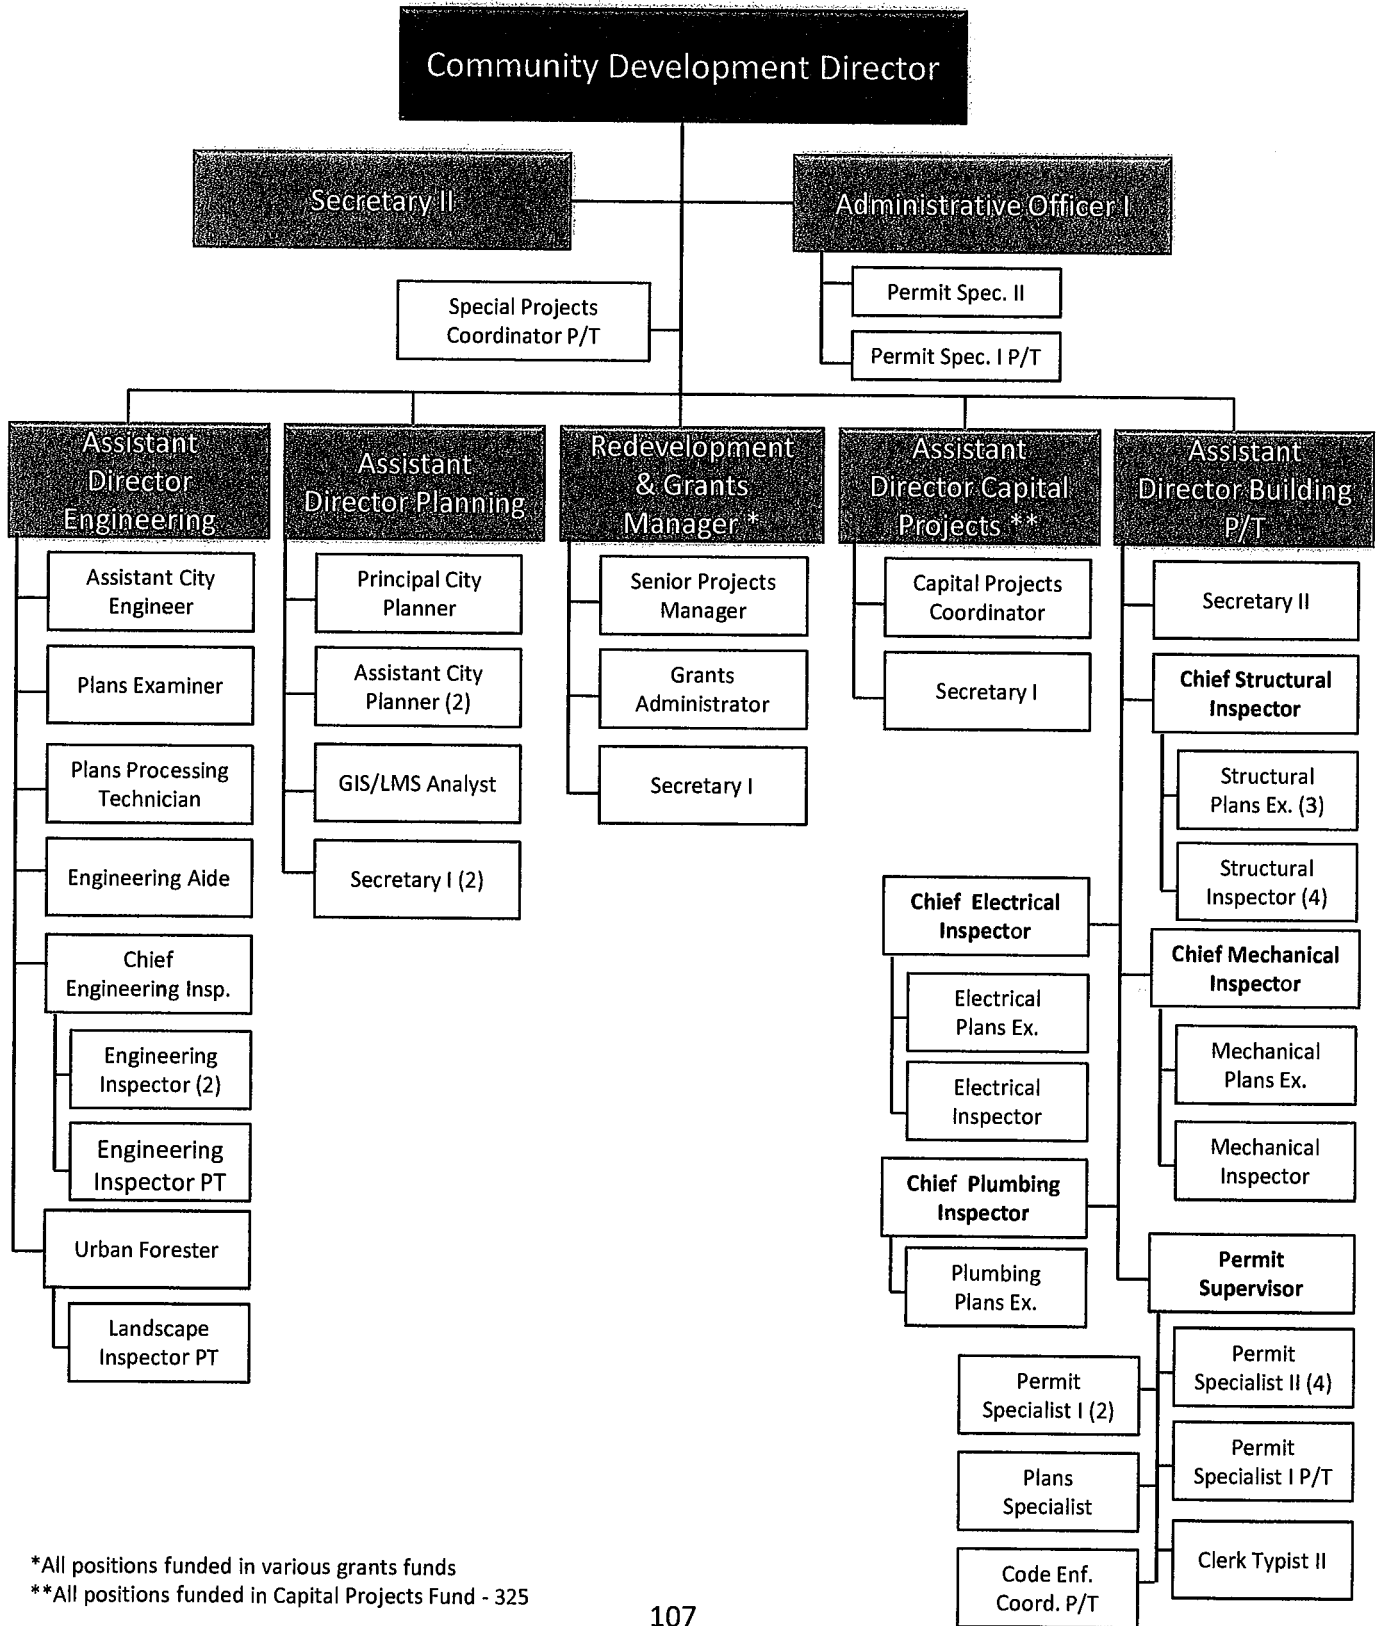 Community Development Director
Secretary II
Administrative Officer I
Special Projects
Coordinator P/T
Permit Spec. II
Permit Spec. I P/T
Assistant
Director
Engineering
Assistant City
Engineer
Plans Examiner
Plans Processing
Technician
Engineering Aide
Chief
Engineering Insp.
Engineering
Inspector (2)
Engineering
Inspector PT
Urban Forester
Landscape
Inspector PT
Assistant
Director Planning
Principal City
Planner
Assistant City
Planner (2)
GIS/LMS Analyst
Secretary I (2)
Redevelopment
& Grants
Manager *
Senior Projects
Manager
Grants
Administrator
Secretary I
Assistant
Director Capital
Projects **
Capital Projects
Coordinator
Secretary I
Assistant
Director Building
P/T
Secretary II
Chief Structural
Inspector
Structural
Plans Ex. (3)
Structural
Inspector (4)
Chief Electrical
Inspector
Electrical
Plans Ex.
Electrical
Inspector
Chief Mechanical
Inspector
Mechanical
Plans Ex.
Mechanical
Inspector
Chief Plumbing
Inspector
Plumbing
Plans Ex.
Permit
Supervisor
Permit
Specialist I (2)
Plans
Specialist
Code Enf.
Coord. P/T
Permit
Specialist II (4)
Permit
Specialist I P/T
Clerk Typist II
*All positions funded in various grants funds
**All positions funded in Capital Projects Fund - 325
107